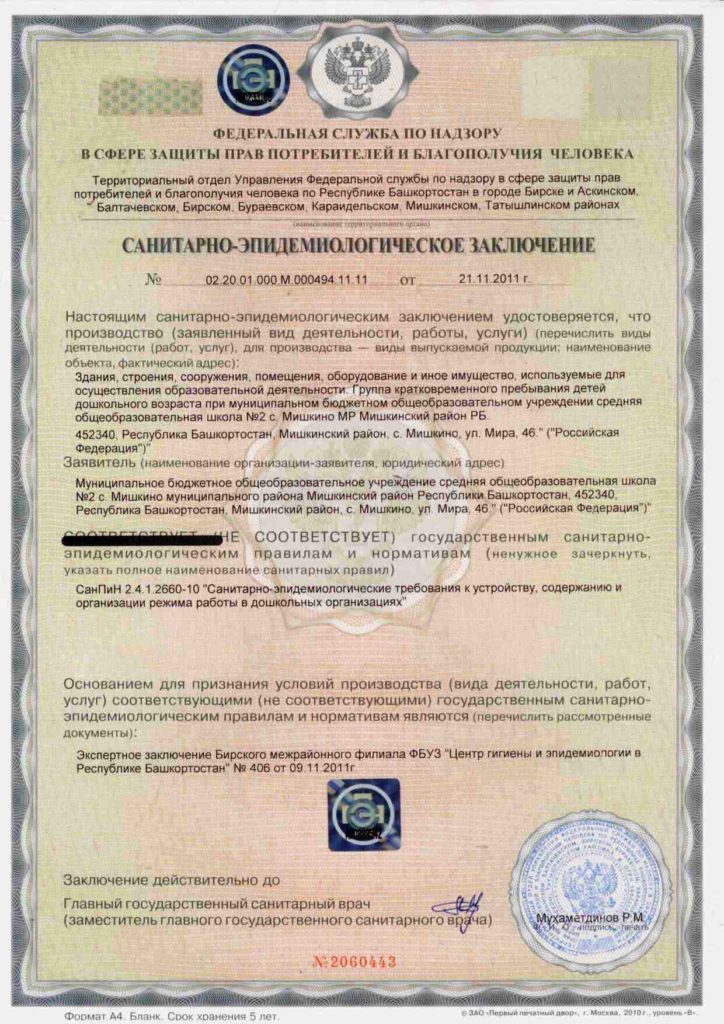 ФЕДЕРАЛЬНАЯ СЛУЖБА ПО НАДЗОРУ
В СФЕРЕ ЗАЩИТЫ ПРАВ ПОТРЕБИТЕЛЕЙ И БЛАГОПОЛУЧИЯ ЧЕЛОВЕКА
Территориальный отдел Управления Федеральной службы по надзору в сфере защиты прав
потребителей и благополучия человека по Республике Башкортостан в городе Бирске и Аскинском,
Балтачевском, Бирском, Бураевском, Караидельском, Мишкинском, Татышлинском районах
(наименование территориального органа)
САНИТАРНО-ЭПИДЕМИОЛОГИЧЕСКОЕ ЗАКЛЮЧЕНИЕ
№ 02.20.01.000.М.000494.11.11 от 21.11.2011 г.
Настоящим санитарно-эпидемиологическим заключением удостоверяется, что
производство (заявленный вид деятельности, работы, услуги) (перечислить виды
деятельности (работ, услуг), для производства — виды выпускаемой продукции; наименование
объекта, фактический адрес):
Здания, строения, сооружения, помещения, оборудование и иное имущество, используемые для
осуществления образовательной деятельности. Группа кратковременного пребывания детей
дошкольного возраста при муниципальном бюджетном общеобразовательном учреждении средняя
общеобразовательная школа №2 с. Мишкино МР Мишкинский район РБ.
452340, Республика Башкортостан, Мишкинский район, с. Мишкино, ул. Мира, 46." ("Российская
Федерация")"
Заявитель (наименование организации-заявителя, юридический адрес)
Муниципальное бюджетное общеобразовательное учреждение средняя общеобразовательная школа
№2 с. Мишкино муниципального района Мишкинский район Республики Башкортостан, 452340,
Республика Башкортостан, Мишкинский район, с. Мишкино, ул. Мира, 46." ("Российская Федерация")"
СООТВЕТСТВУЕТ (НЕ СООТВЕТСТВУЕТ) государственным санитарно-
эпидемиологическим правилам и нормативам (ненужное зачеркнуть,
указать полное наименование санитарных правил)
СанПиН 2.4.1.2660-10 "Санитарно-эпидемиологические требования к устройству, содержанию и
организации режима работы в дошкольных организациях"
Основанием для признания условий производства (вида деятельности, работ,
услуг) соответствующими (не соответствующими) государственным санитарно-
эпидемиологическим правилам и нормативам являются (перечислить рассмотренные
документы):
Экспертное заключение Бирского межрайонного филиала ФБУЗ "Центр гигиены и эпидемиологии в
Республике Башкортостан" № 406 от 09.11.2011г.
Заключение действительно до
Главный государственный санитарный врач
(заместитель главного государственного санитарного врача)
Мухаметдинов Р.М.
Ф. И. О., подпись, печать
№2060443
Формат А4. Бланк. Срок хранения 5 лет.
© ЗАО «Первый печатный двор», г. Москва, 2010 г., уровень «В».